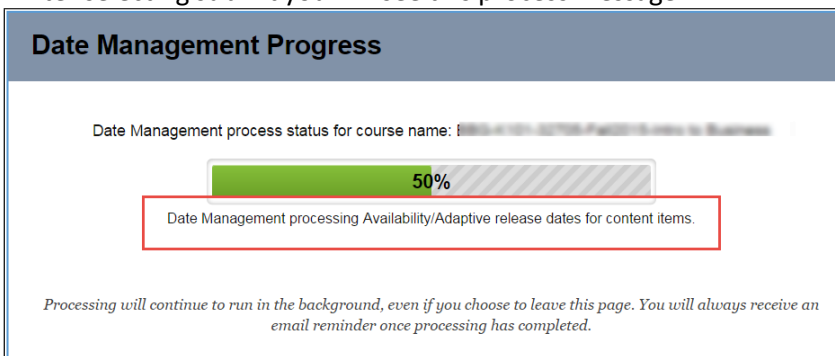 Date Management Progress
Date Management process status for course name:
50%
Date Management processing Availability/Adaptive release dates for content items.
Processing will continue to run in the background, even if you choose to leave this page. You will always receive an
email reminder once processing has completed.